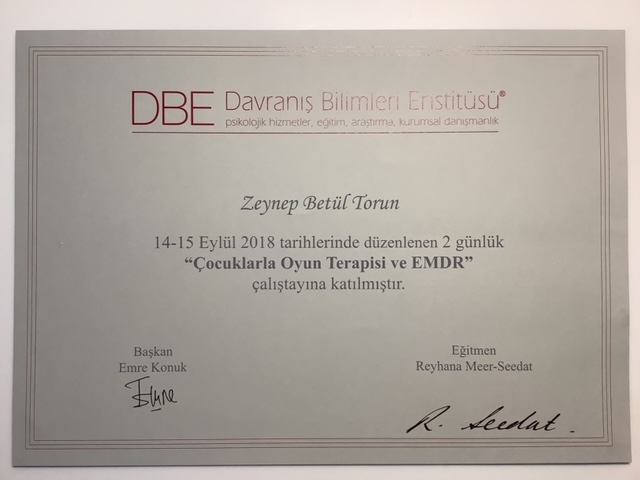 DBE Davranış Bilimleri Enstitüsü®
psikolojik hizmetler, eğitim, araştırma, kurumsal danışmanlık
Zeynep Betül Torun
14-15 Eylül 2018 tarihlerinde düzenlenen 2 günlük
“Çocuklarla Oyun Terapisi ve EMDR”
çalıştayına katılmıştır.
Başkan
Emre Konuk
Eğitmen
Reyhana Meer-Seedat
R. Seedat.